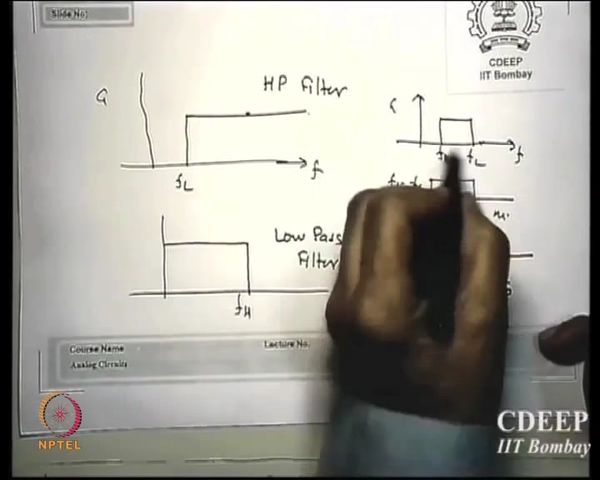 Slide No:
CDEEP
IIT Bombay
HP Filter
G
f
fL
f
fL
Low Pass
Filter
fH
Course Name
Lecture No.
Analog Circuits
NPTEL
CDEEP
IIT Bombay